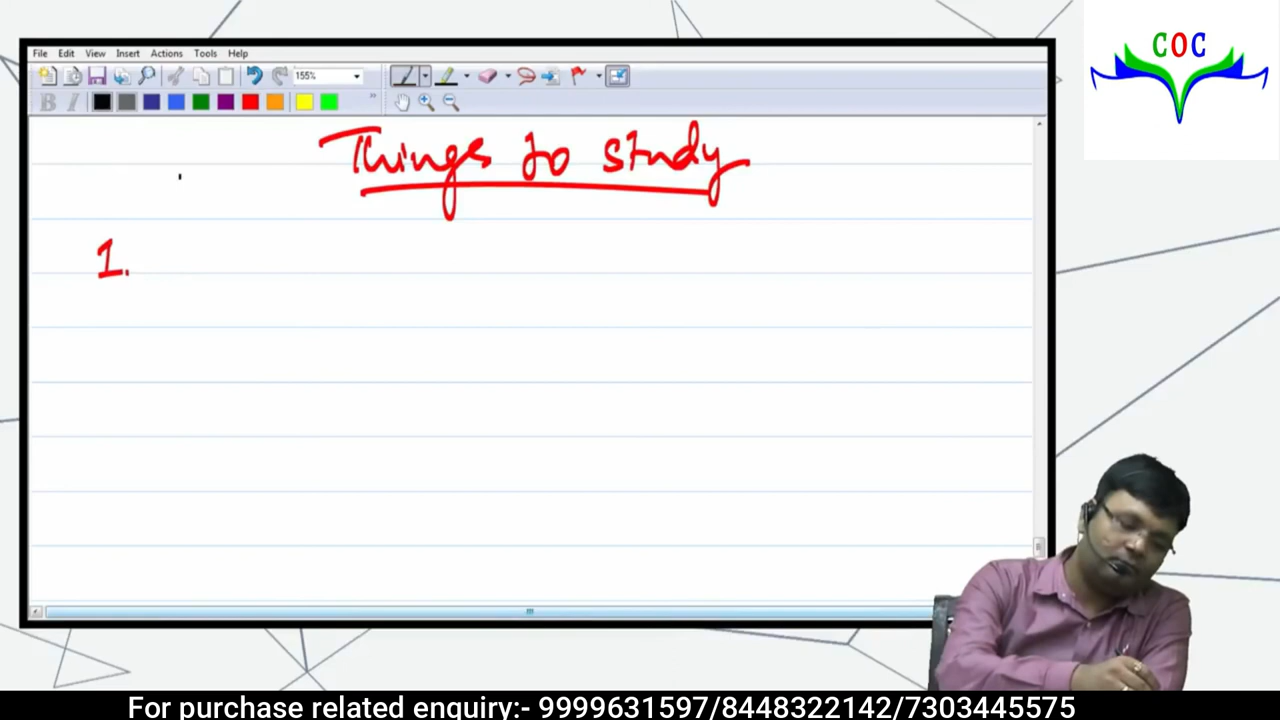 COC
File Edit View Insert Actions Tools Help
155%
B I
Things to study
1.
For purchase related enquiry:- 9999631597/8448322142/7303445575